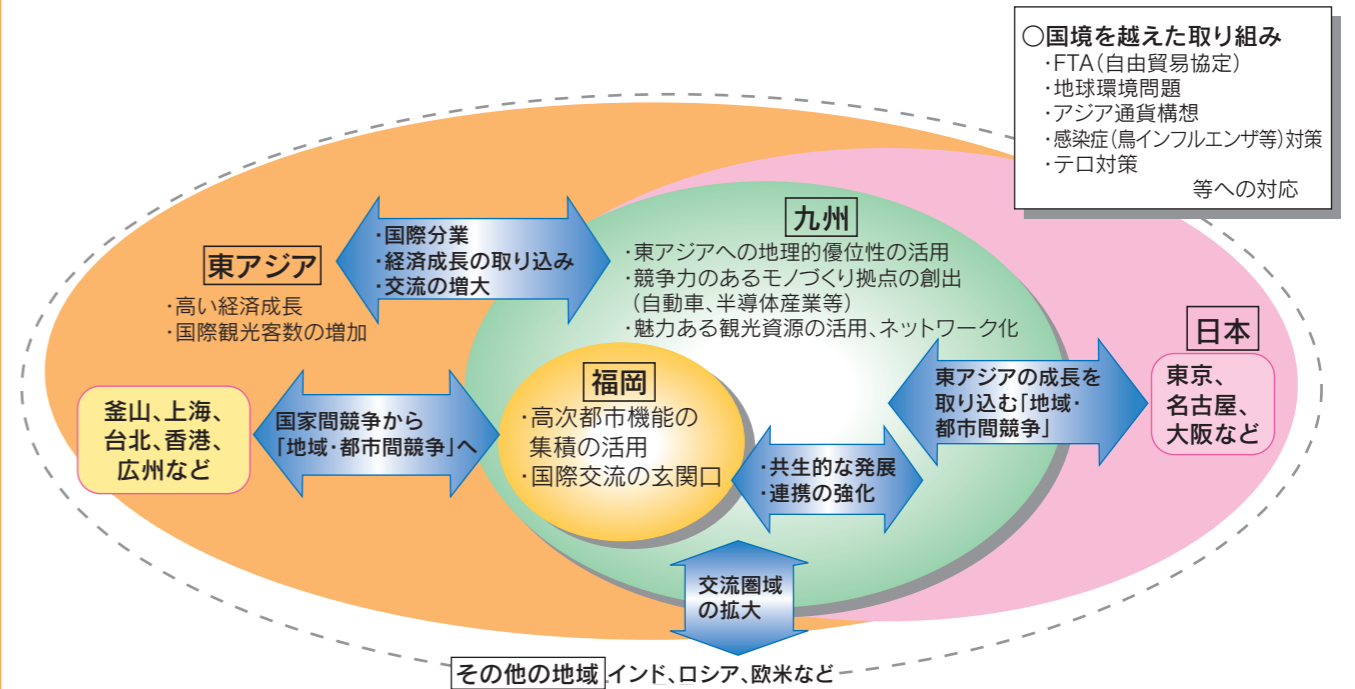 ○国境を越えた取り組み
・FTA(自由貿易協定)
・地球環境問題
・アジア通貨構想
・感染症(鳥インフルエンザ等)対策
・テロ対策
等への対応
東アジア
・高い経済成長
・国際観光客数の増加
・国際分業
・経済成長の取り込み
・交流の増大
九州
・東アジアへの地理的優位性の活用
・競争力のあるモノづくり拠点の創出
(自動車、半導体産業等)
・魅力ある観光資源の活用、ネットワーク化
日本
東京、
名古屋、
大阪など
東アジアの成長を
取り込む「地域・
都市間競争」
福岡
・高次都市機能の
集積の活用
・国際交流の玄関口
釜山、上海、
台北、香港、
広州など
国家間競争から
「地域・都市間競争」へ
・共生的な発展
・連携の強化
交流圏域
の拡大
その他の地域 インド、ロシア、欧米など